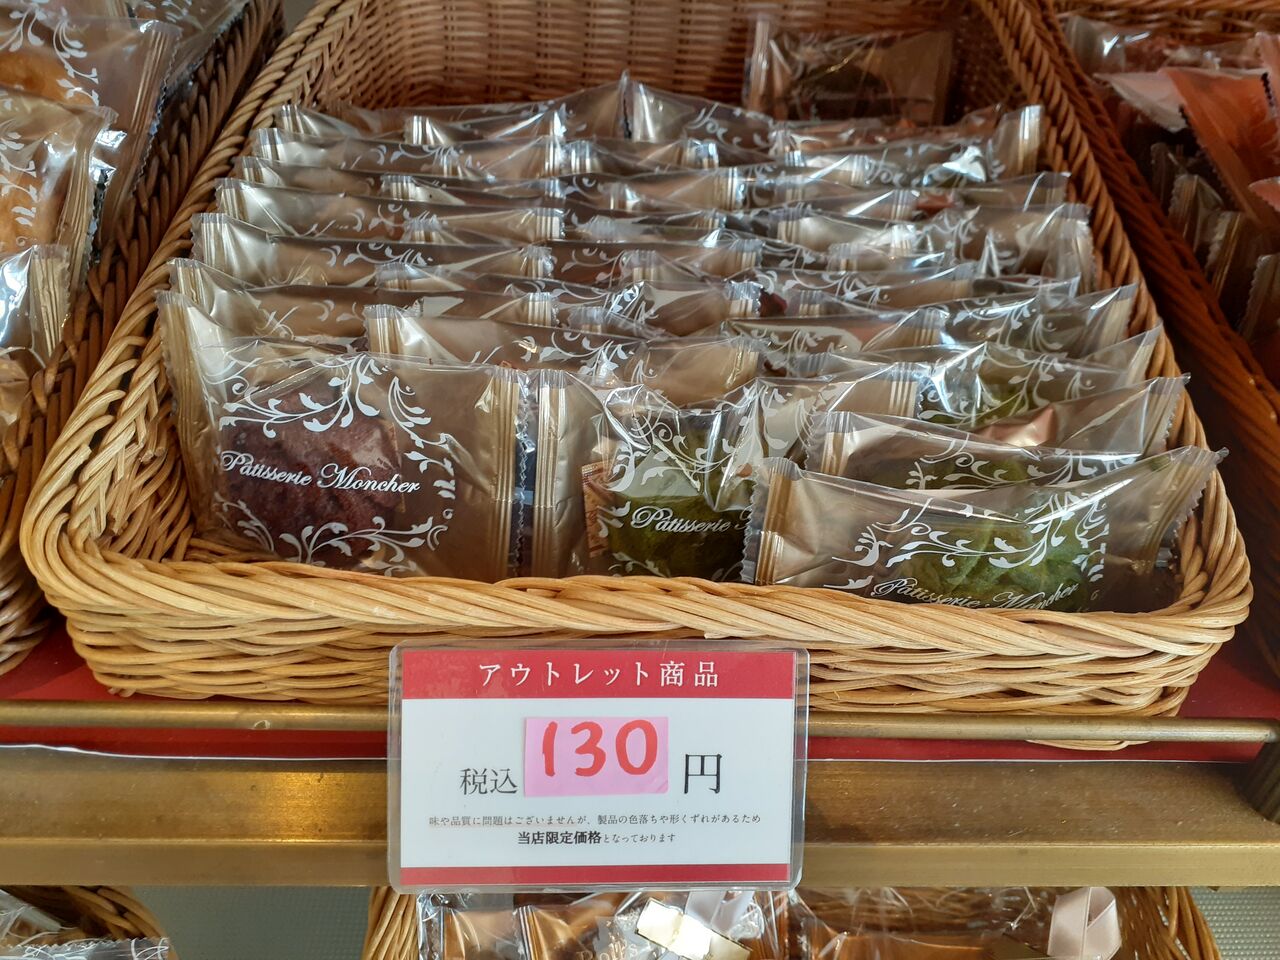 Pâtisserie Moncher
Pâtisserie
Pâtisserie Moncher
アウトレット商品
税込 130 円
味や品質に問題はございませんが、製品の色落ちや形くずれがあるため
当店限定価格となっております